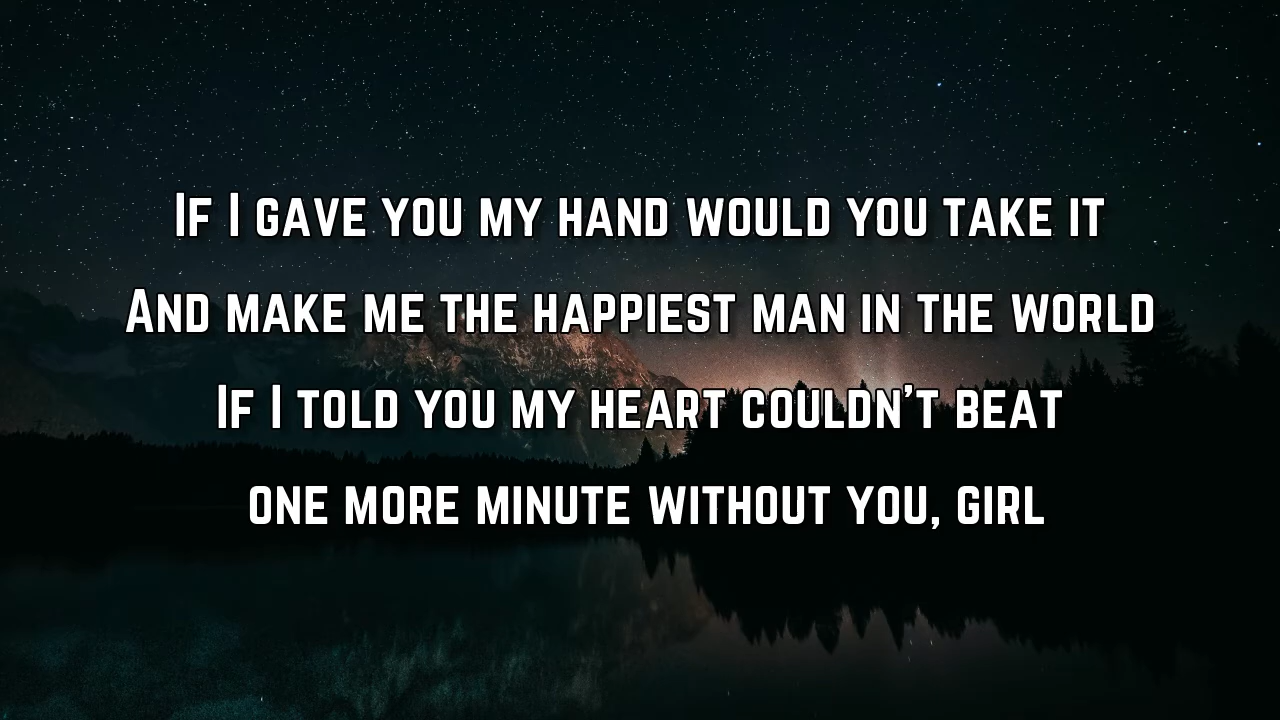 If I gave you my hand would you take it
And make me the happiest man in the world
If I told you my heart couldn't beat
one more minute without you, girl